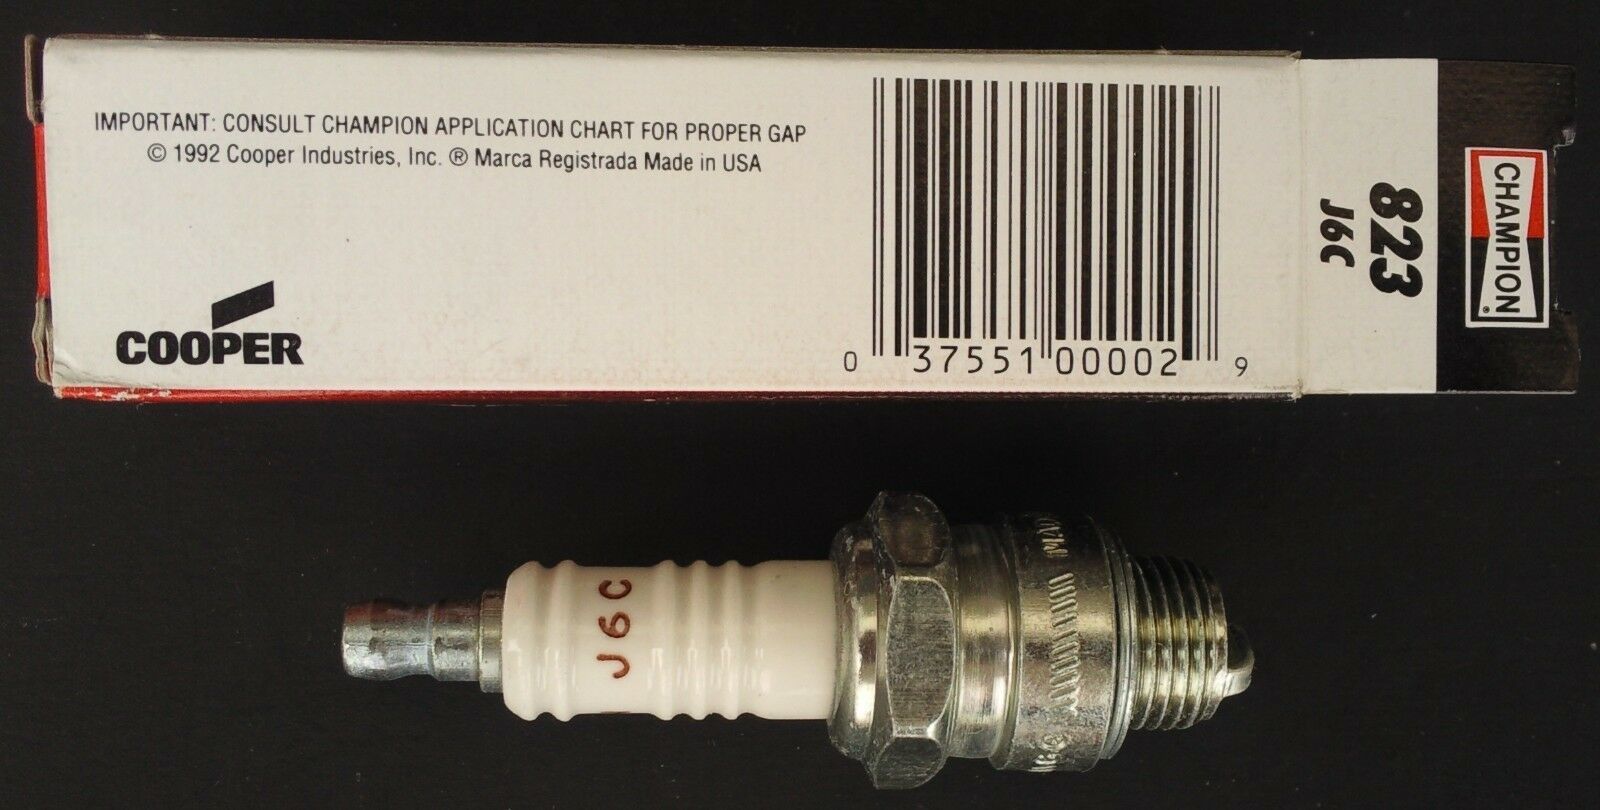 IMPORTANT: CONSULT CHAMPION APPLICATION CHART FOR PROPER GAP
© 1992 Cooper Industries, Inc. ® Marca Registrada Made in USA
COOPER
0 37551 00002 9
823
J6C
CHAMPION®
J6C